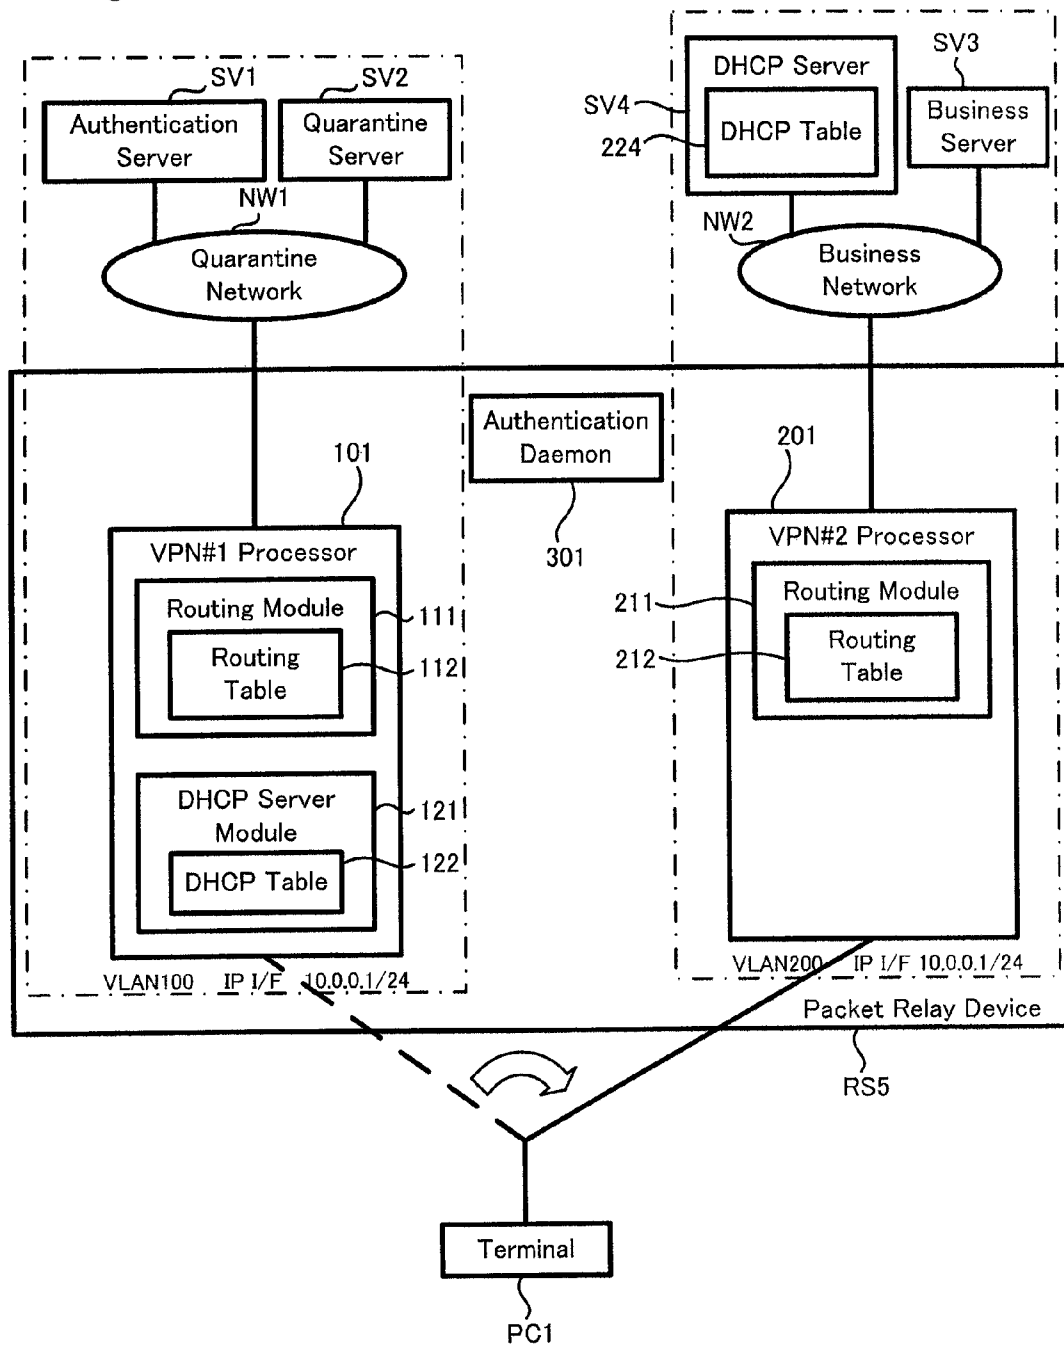 SV1
SV2
Authentication
Server
Quarantine
Server
NW1
Quarantine
Network
DHCP Server
SV4
DHCP Table
224
SV3
Business
Server
NW2
Business
Network
Authentication
Daemon
301
101
VPN#1 Processor
Routing Module
111
Routing
Table
112
DHCP Server
Module
121
DHCP Table
122
VLAN100 IP I/F 10.0.0.1/24
201
VPN#2 Processor
Routing Module
211
Routing
Table
212
VLAN200 IP I/F 10.0.0.1/24
Packet Relay Device
RS5
Terminal
PC1